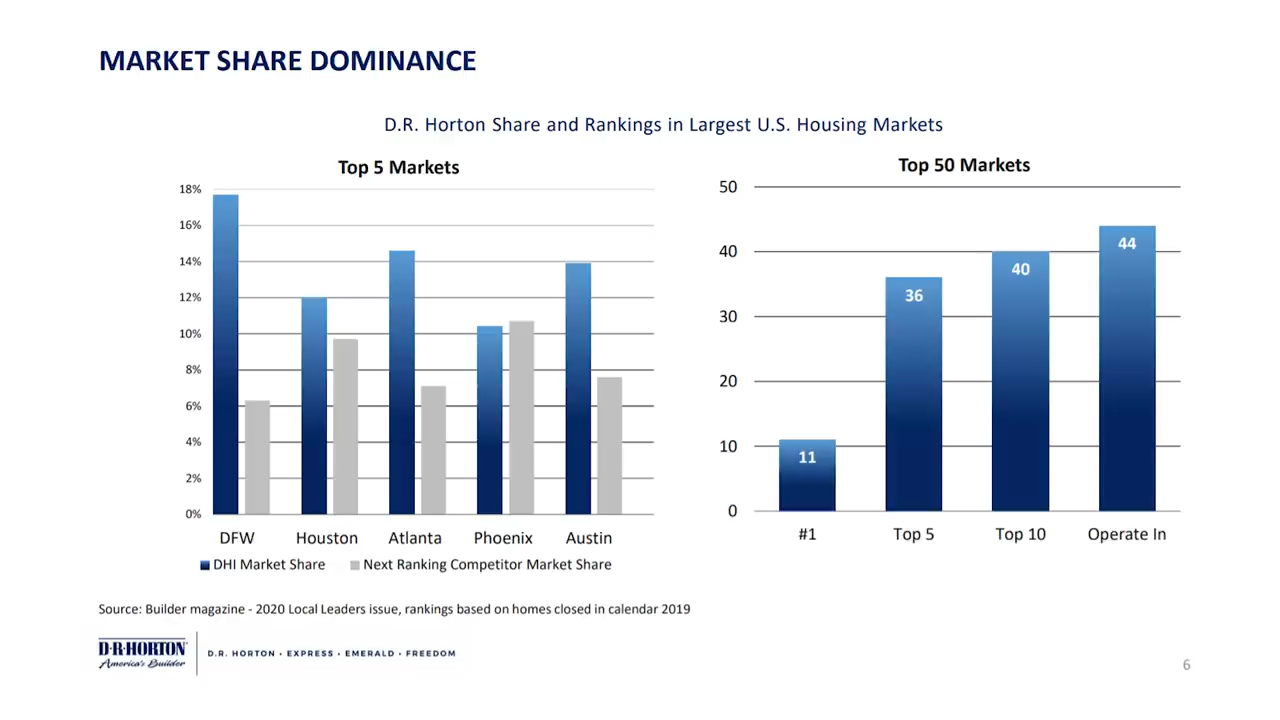 MARKET SHARE DOMINANCE
D.R. Horton Share and Rankings in Largest U.S. Housing Markets
Top 5 Markets
18%
16%
14%
12%
10%
8%
6%
4%
2%
0%
DFW Houston Atlanta Phoenix Austin
DHI Market Share Next Ranking Competitor Market Share
Top 50 Markets
50
40
30
20
10
0
11
36
40
44
#1 Top 5 Top 10 Operate In
Source: Builder magazine - 2020 Local Leaders issue, rankings based on homes closed in calendar 2019
D·R·HORTON
America's Builder
D.R. HORTON • EXPRESS • EMERALD • FREEDOM
6